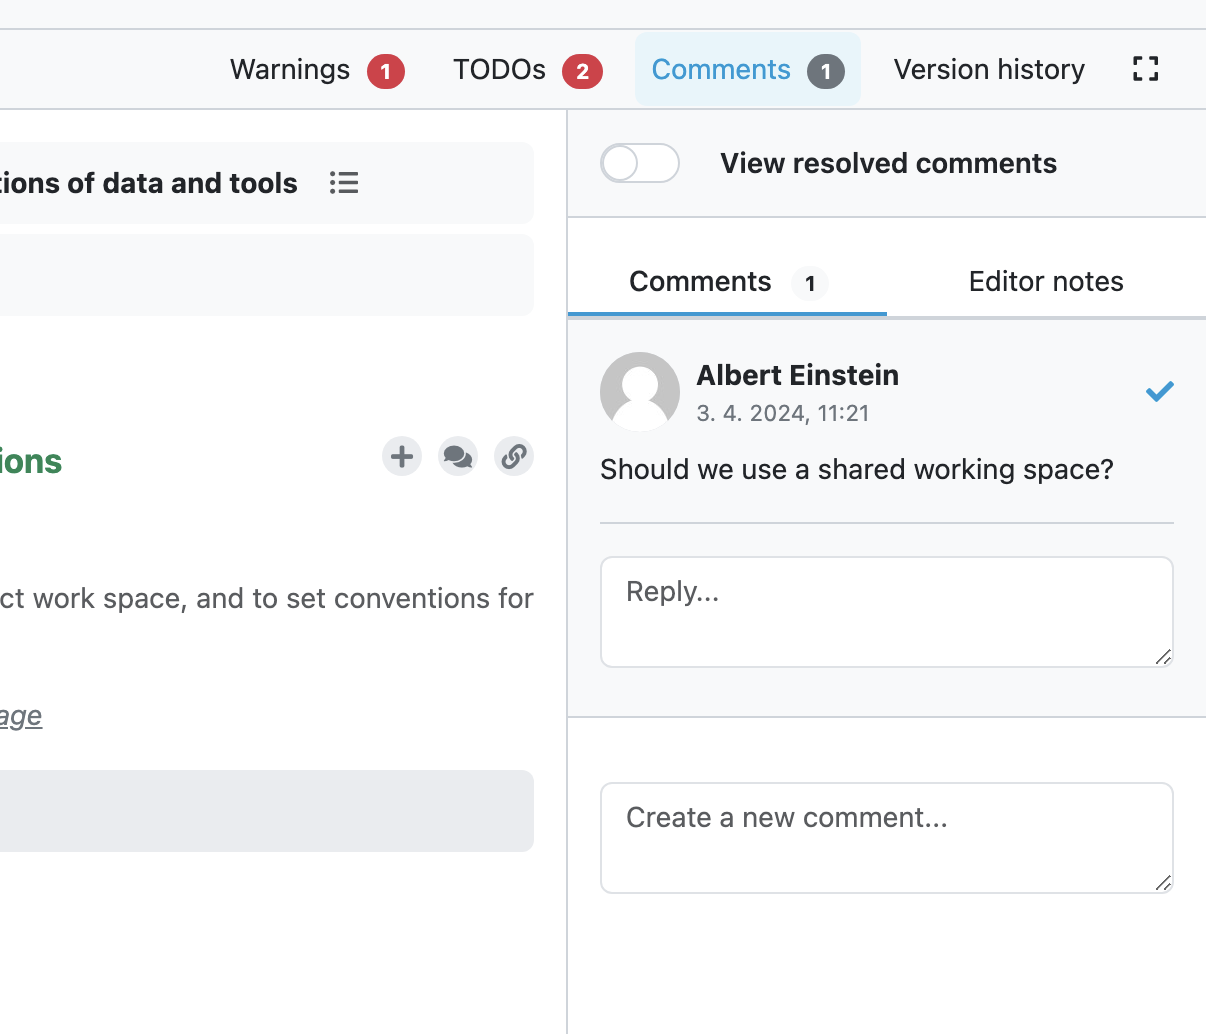 Warnings 1 TODOs 2 Comments 1 Version history
tions of data and tools
View resolved comments
Comments 1 Editor notes
Albert Einstein
3. 4. 2024, 11:21
ions
Should we use a shared working space?
Reply...
ct work space, and to set conventions for
age
Create a new comment...